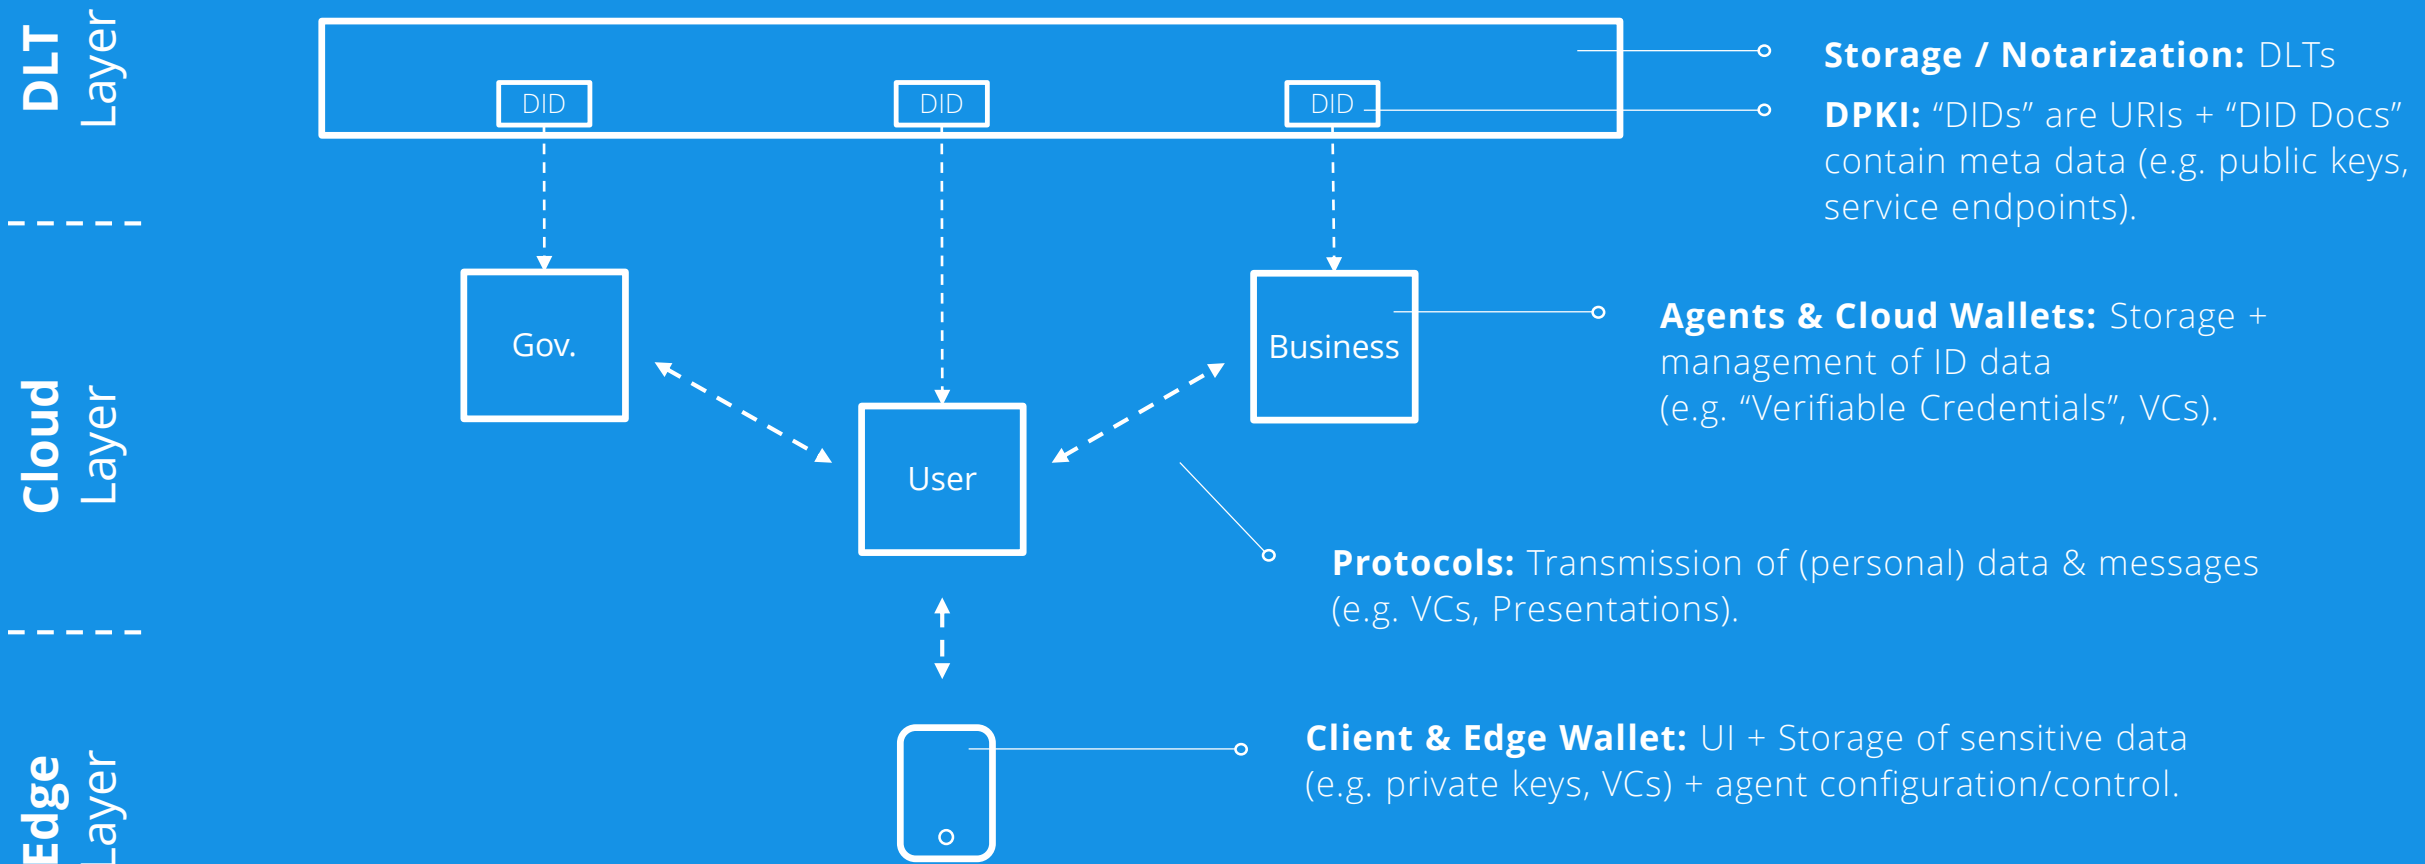 DLT
Layer
DID
DID
DID
Storage / Notarization: DLTs
DPKI: “DIDs” are URIs + “DID Docs”
contain meta data (e.g. public keys,
service endpoints).
Cloud
Layer
Gov.
User
Business
Agents & Cloud Wallets: Storage +
management of ID data
(e.g. “Verifiable Credentials”, VCs).
Protocols: Transmission of (personal) data & messages
(e.g. VCs, Presentations).
Edge
Layer
Client & Edge Wallet: UI + Storage of sensitive data
(e.g. private keys, VCs) + agent configuration/control.